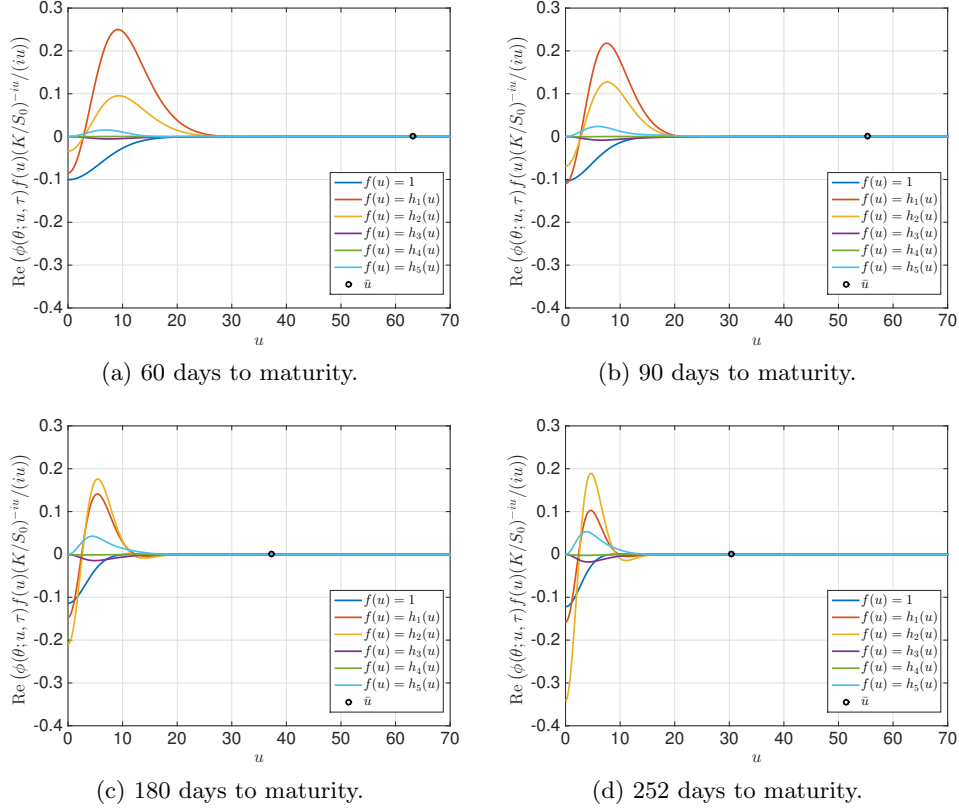 0.3
0.2
0.1
0
-0.1
-0.2
-0.3
-0.4
Re (ϕ(θ; u, τ)f(u)(K/S₀)^{-iu}/(iu))
f(u) = 1
f(u) = h₁(u)
f(u) = h₂(u)
f(u) = h₃(u)
f(u) = h₄(u)
f(u) = h₅(u)
ū
0 10 20 30 40 50 60 70
u
(a) 60 days to maturity.
0.3
0.2
0.1
0
-0.1
-0.2
-0.3
-0.4
Re (ϕ(θ; u, τ)f(u)(K/S₀)^{-iu}/(iu))
f(u) = 1
f(u) = h₁(u)
f(u) = h₂(u)
f(u) = h₃(u)
f(u) = h₄(u)
f(u) = h₅(u)
ū
0 10 20 30 40 50 60 70
u
(b) 90 days to maturity.
0.3
0.2
0.1
0
-0.1
-0.2
-0.3
-0.4
Re (ϕ(θ; u, τ)f(u)(K/S₀)^{-iu}/(iu))
f(u) = 1
f(u) = h₁(u)
f(u) = h₂(u)
f(u) = h₃(u)
f(u) = h₄(u)
f(u) = h₅(u)
ū
0 10 20 30 40 50 60 70
u
(c) 180 days to maturity.
0.3
0.2
0.1
0
-0.1
-0.2
-0.3
-0.4
Re (ϕ(θ; u, τ)f(u)(K/S₀)^{-iu}/(iu))
f(u) = 1
f(u) = h₁(u)
f(u) = h₂(u)
f(u) = h₃(u)
f(u) = h₄(u)
f(u) = h₅(u)
ū
0 10 20 30 40 50 60 70
u
(d) 252 days to maturity.